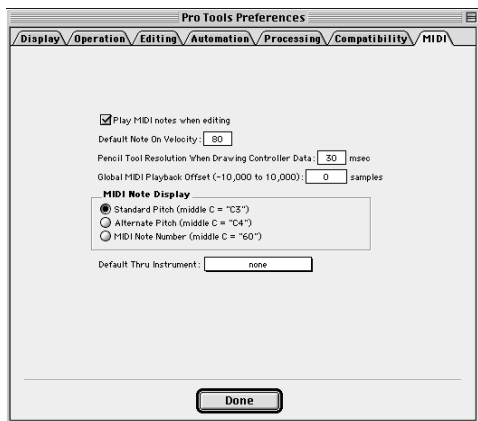 Pro Tools Preferences
Display Operation Editing Automation Processing Compatibility MIDI
Play MIDI notes when editing
Default Note On Velocity: 80
Pencil Tool Resolution When Drawing Controller Data: 30 msec
Global MIDI Playback Offset (-10,000 to 10,000): 0 samples
MIDI Note Display
Standard Pitch (middle C = "C3")
Alternate Pitch (middle C = "C4")
MIDI Note Number (middle C = "60")
Default Thru Instrument: none
Done